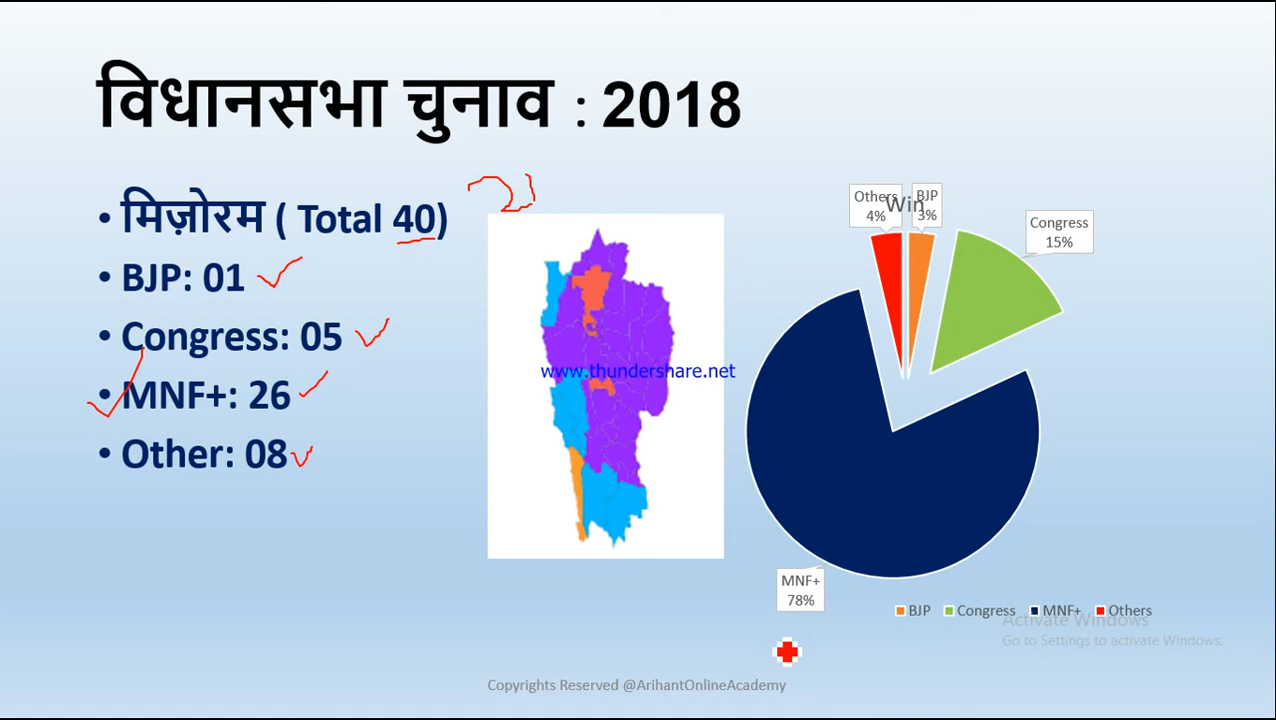 विधानसभा चुनाव : 2018
• मिज़ोरम ( Total 40)
21
• BJP: 01
• Congress: 05
• MNF+: 26
• Other: 08
www.thundershare.net
Win
Others
4%
BJP
3%
Congress
15%
MNF+
78%
BJP Congress MNF+ Others
Activate Windows
Go to Settings to activate Windows.
Copyrights Reserved @ArihantOnlineAcademy